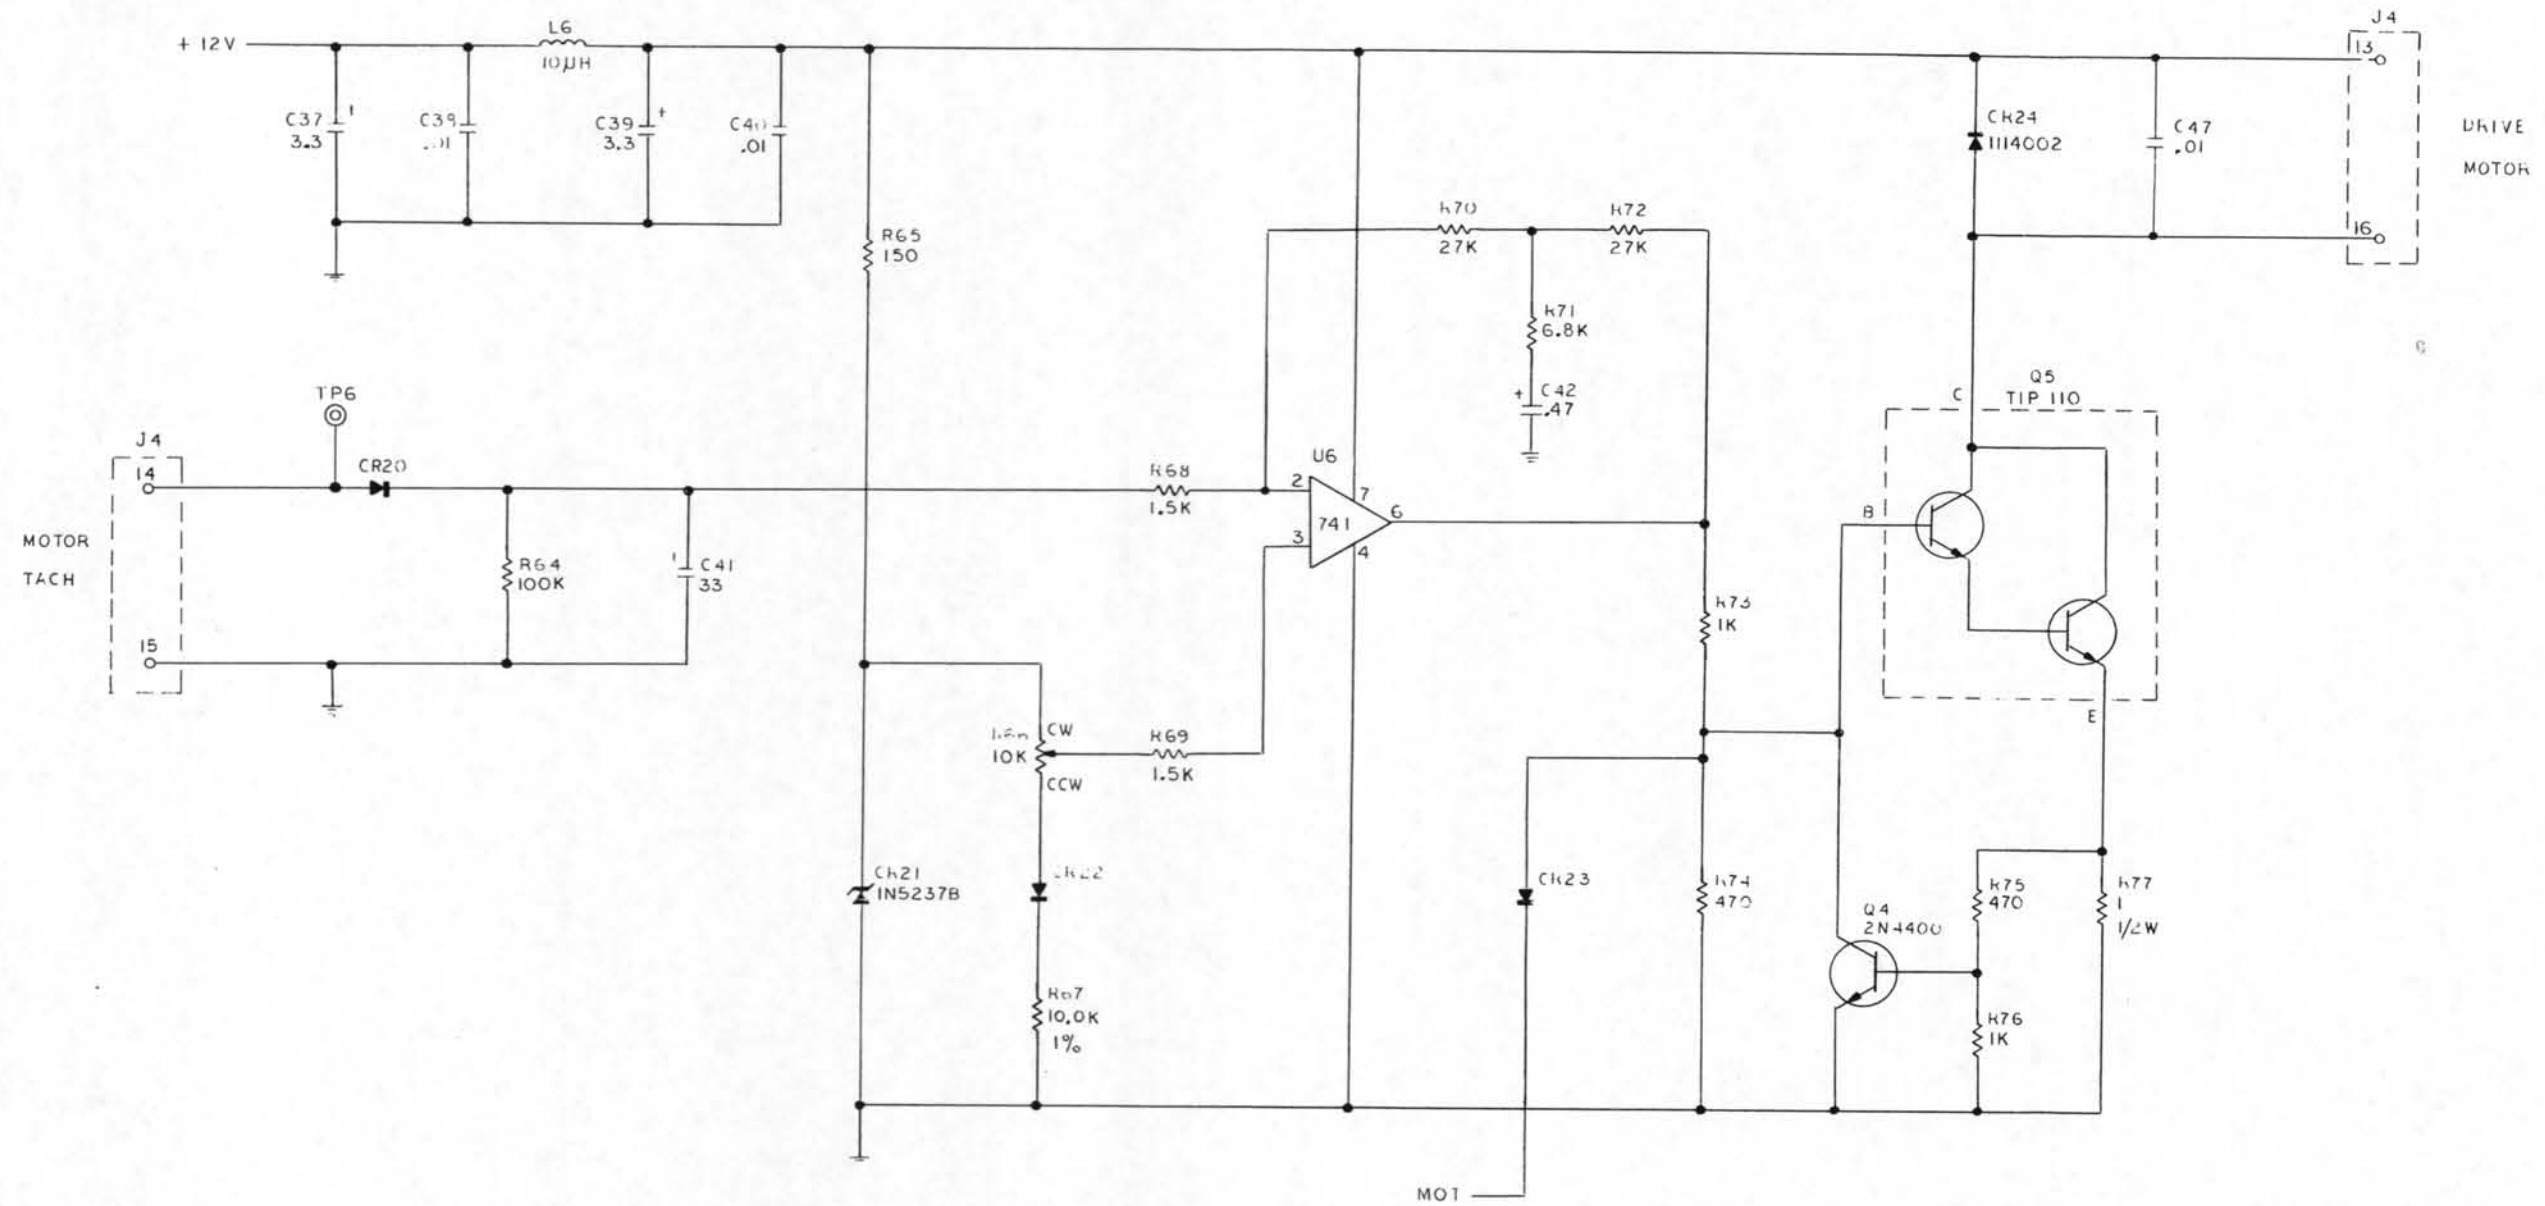 J4
+ 12V
L6
10µH
13
C37
3.3
+
C39
3.3
+
C40
.01
CR24
1N4002
C47
.01
DRIVE
MOTOR
R65
150
R70
27K
R72
27K
16
R71
6.8K
+
C42
.47
Q5
TIP 110
C
TP6
J4
14
CR20
R68
1.5K
U6
2
7
741
6
3
4
B
MOTOR
TACH
R64
100K
C41
33
R73
1K
15
E
CW
10K
CCW
R69
1.5K
CR21
1N5237B
CR22
CR23
R74
470
Q4
2N4400
R75
470
R77
1
1/2W
R67
10.0K
1%
R76
1K
MOT